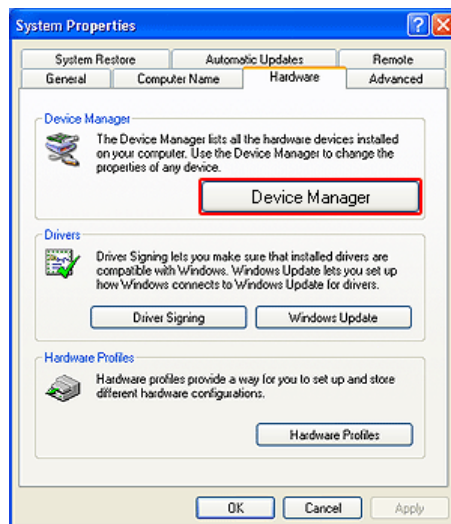 System Properties
System Restore Automatic Updates Remote
General Computer Name Hardware Advanced
Device Manager
The Device Manager lists all the hardware devices installed
on your computer. Use the Device Manager to change the
properties of any device.
Device Manager
Drivers
Driver Signing lets you make sure that installed drivers are
compatible with Windows. Windows Update lets you set up
how Windows connects to Windows Update for drivers.
Driver Signing Windows Update
Hardware Profiles
Hardware profiles provide a way for you to set up and store
different hardware configurations.
Hardware Profiles
OK Cancel Apply